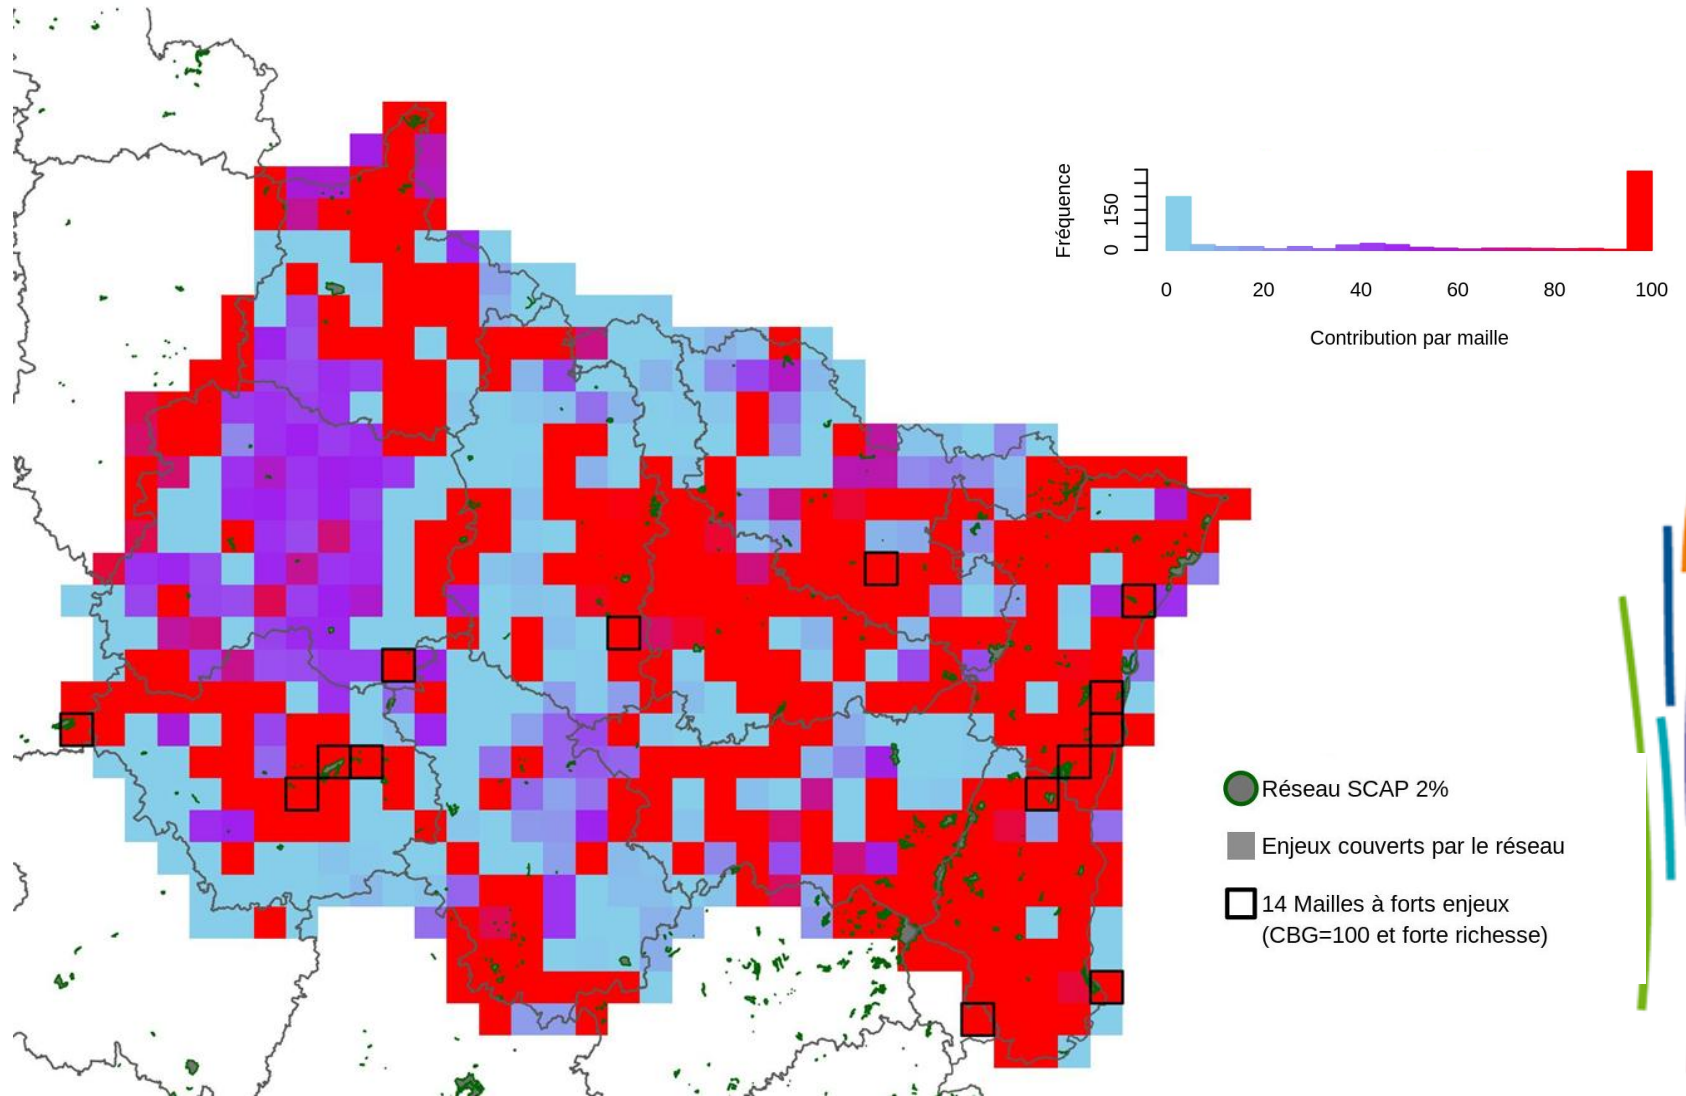 Fréquence
150
0
0 20 40 60 80 100
Contribution par maille
Réseau SCAP 2%
Enjeux couverts par le réseau
14 Mailles à forts enjeux
(CBG=100 et forte richesse)